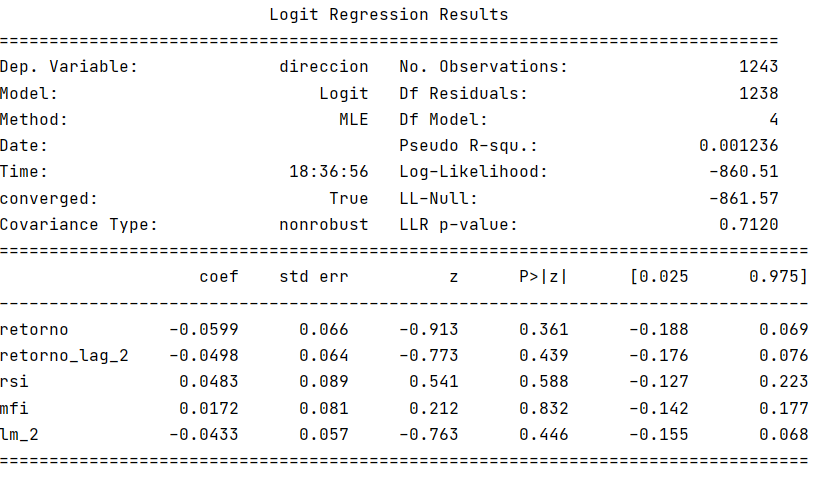 Logit Regression Results
==============================================================================
Dep. Variable: direccion No. Observations: 1243
Model: Logit Df Residuals: 1238
Method: MLE Df Model: 4
Date: Pseudo R-squ.: 0.001236
Time: 18:36:56 Log-Likelihood: -860.51
converged: True LL-Null: -861.57
Covariance Type: nonrobust LLR p-value: 0.7120
=================================================================================
coef std err z P>|z| [0.025 0.975]
---------------------------------------------------------------------------------
retorno -0.0599 0.066 -0.913 0.361 -0.188 0.069
retorno_lag_2 -0.0498 0.064 -0.773 0.439 -0.176 0.076
rsi 0.0483 0.089 0.541 0.588 -0.127 0.223
mfi 0.0172 0.081 0.212 0.832 -0.142 0.177
lm_2 -0.0433 0.057 -0.763 0.446 -0.155 0.068
=================================================================================